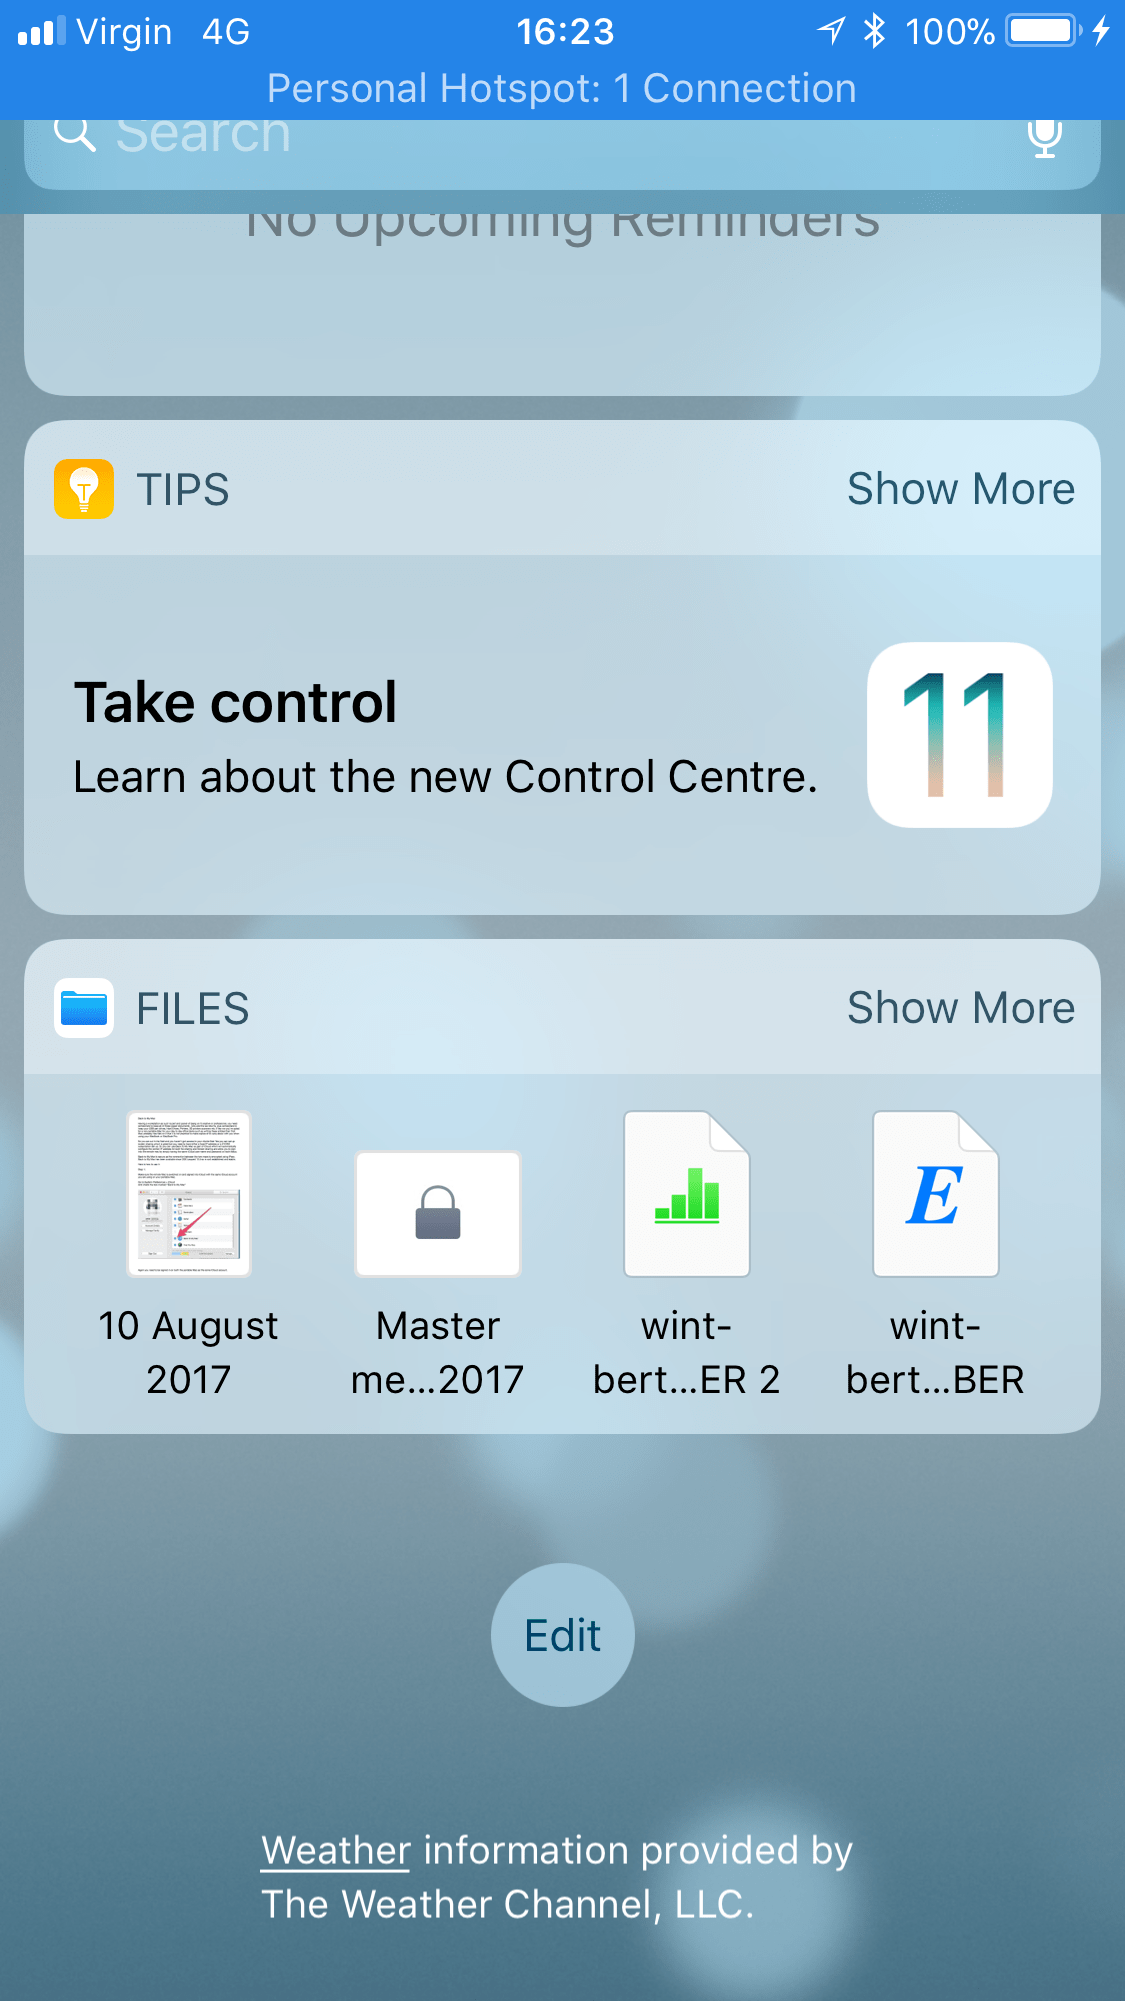 Virgin 4G 16:23 100%
Personal Hotspot: 1 Connection
Search
No Upcoming Reminders
TIPS Show More
Take control
Learn about the new Control Centre.
11
FILES Show More
10 August
2017
Master
me...2017
wint-
bert...ER 2
E
wint-
bert...BER
Edit
Weather information provided by
The Weather Channel, LLC.